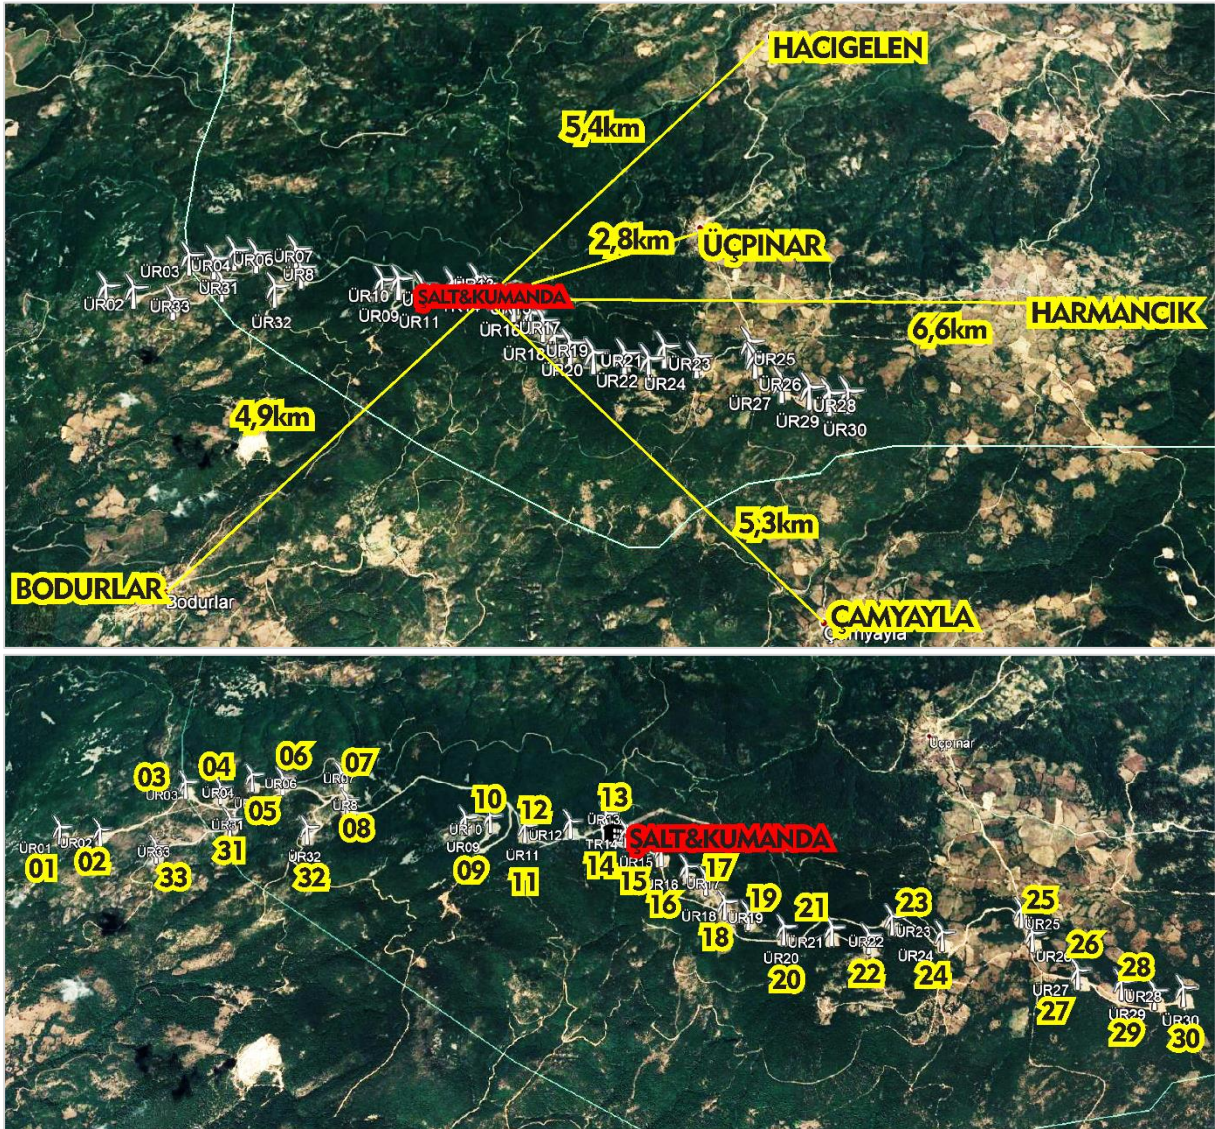 HACIGELEN
5,4km
2,8km
ÜÇPINAR
ÜR03
ÜR04
ÜR06
ÜR07
ÜR8
ÜR02
ÜR33
ÜR31
ÜR32
ÜR10
ÜR09
ÜR11
ŞALT&KUMANDA
HARMANCIK
6,6km
ÜR16
ÜR17
ÜR18
ÜR19
ÜR20
ÜR21
ÜR22
ÜR23
ÜR24
ÜR25
ÜR26
ÜR27
ÜR28
ÜR29
ÜR30
4,9km
5,3km
BODURLAR
Bodurlar
ÇAMYAYLA
Çamyayla
Üçpınar
03
ÜR03
04
ÜR04
05
06
ÜR06
07
ÜR07
ÜR8
08
ÜR01
01
ÜR02
02
ÜR33
33
ÜR31
31
ÜR32
32
10
ÜR10
ÜR09
09
12
ÜR12
ÜR11
11
13
ÜR13
TR14
14
ŞALT&KUMANDA
ÜR15
15
ÜR16
16
17
ÜR17
ÜR18
18
19
ÜR19
ÜR20
20
21
ÜR21
ÜR22
22
23
ÜR23
ÜR24
24
25
ÜR25
26
ÜR26
ÜR27
27
28
ÜR28
ÜR29
29
ÜR30
30